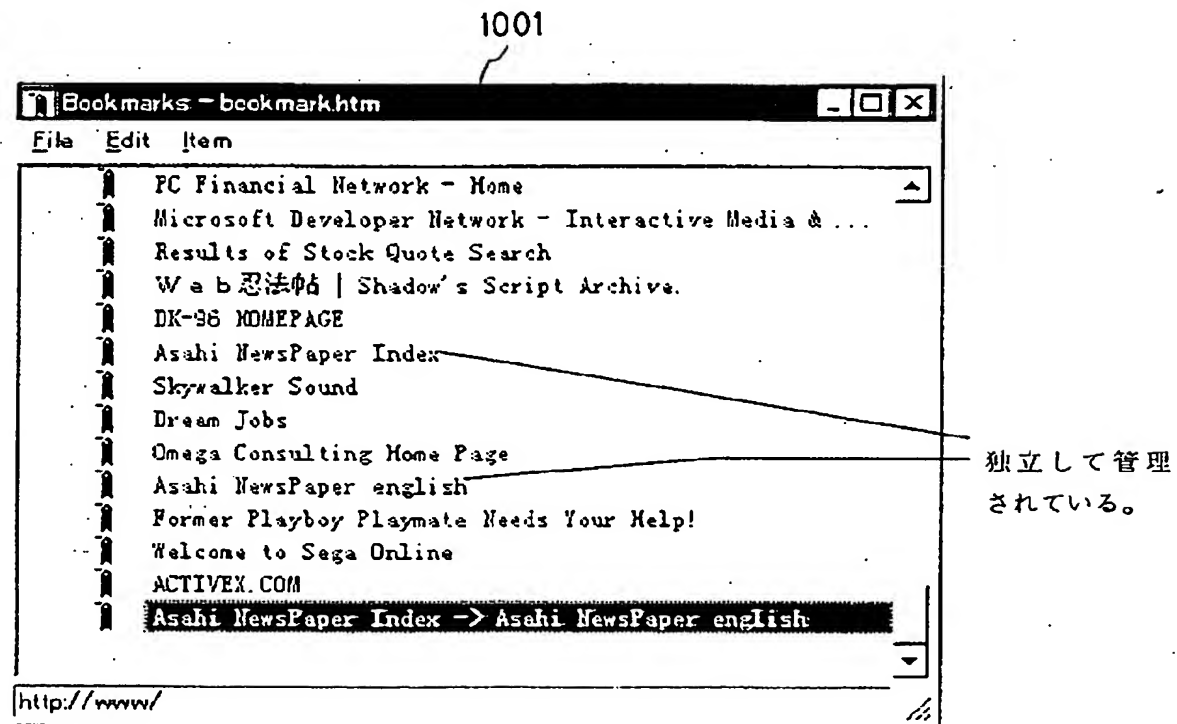 1001
Bookmarks - bookmark.htm
File Edit Item
PC Financial Network - Home
Microsoft Developer Network - Interactive Media & ...
Results of Stock Quote Search
Web忍法帖 | Shadow's Script Archive.
DK-96 HOMEPAGE
Asahi NewsPaper Index
Skywalker Sound
Dream Jobs
Omega Consulting Home Page
Asahi NewsPaper english
Former Playboy Playmate Needs Your Help!
Welcome to Sega Online
ACTIVEX.COM
Asahi NewsPaper Index -> Asahi NewsPaper english
独立して管理
されている。
http://www/